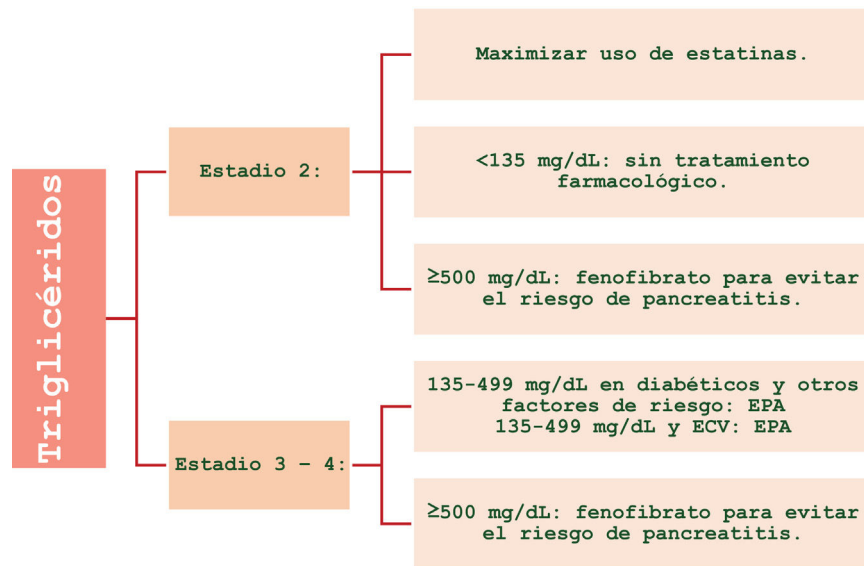 Triglicéridos
Estadio 2:
Maximizar uso de estatinas.
<135 mg/dL: sin tratamiento
farmacológico.
≥500 mg/dL: fenofibrato para evitar
el riesgo de pancreatitis.
Estadio 3 – 4:
135-499 mg/dL en diabéticos y otros
factores de riesgo: EPA
135-499 mg/dL y ECV: EPA
≥500 mg/dL: fenofibrato para evitar
el riesgo de pancreatitis.